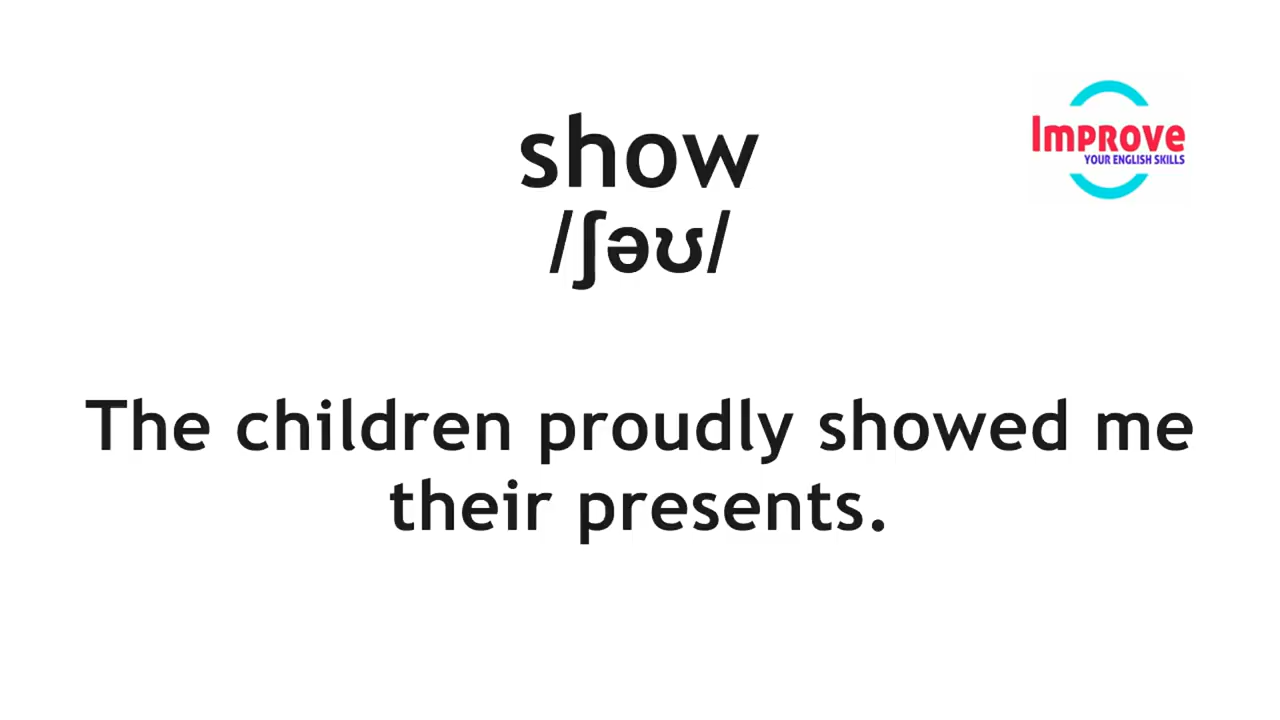 show
/ʃəʊ/
Improve
YOUR ENGLISH SKILLS
The children proudly showed me
their presents.